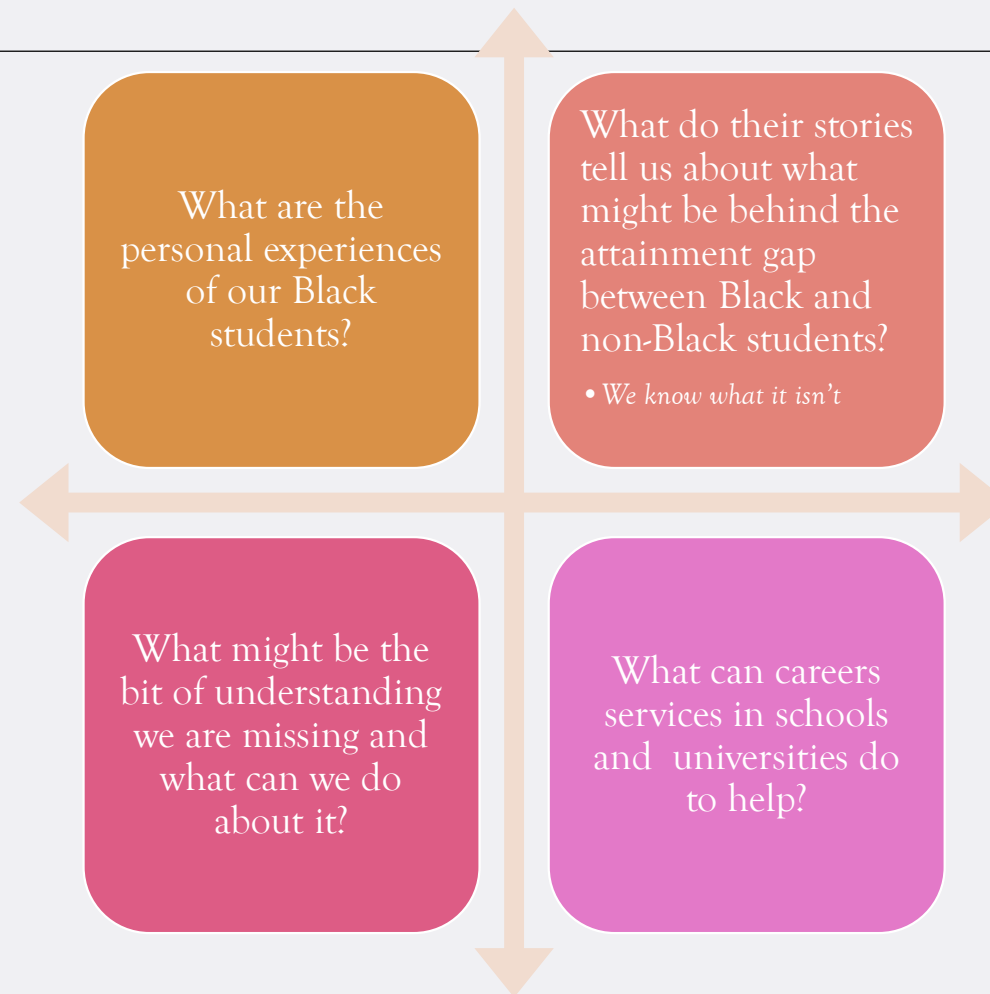 What are the
personal experiences
of our Black
students?
What do their stories
tell us about what
might be behind the
attainment gap
between Black and
non-Black students?
• We know what it isn't
What might be the
bit of understanding
we are missing and
what can we do
about it?
What can careers
services in schools
and  universities do
to help?